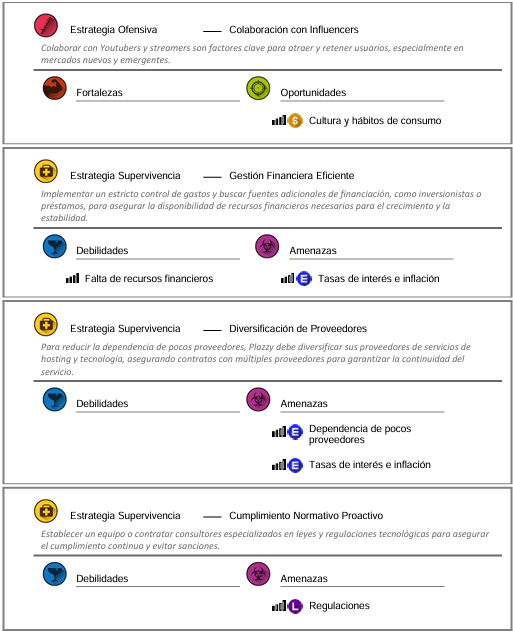 Estrategia Ofensiva — Colaboración con Influencers
Colaborar con Youtubers y streamers son factores clave para atraer y retener usuarios, especialmente en
mercados nuevos y emergentes.
Fortalezas
Oportunidades
S Cultura y hábitos de consumo
Estrategia Supervivencia — Gestión Financiera Eficiente
Implementar un estricto control de gastos y buscar fuentes adicionales de financiación, como inversionistas o
préstamos, para asegurar la disponibilidad de recursos financieros necesarios para el crecimiento y la
estabilidad.
Debilidades
Amenazas
Falta de recursos financieros
E Tasas de interés e inflación
Estrategia Supervivencia — Diversificación de Proveedores
Para reducir la dependencia de pocos proveedores, Plazzy debe diversificar sus proveedores de servicios de
hosting y tecnología, asegurando contratos con múltiples proveedores para garantizar la continuidad del
servicio.
Debilidades
Amenazas
E Dependencia de pocos
proveedores
E Tasas de interés e inflación
Estrategia Supervivencia — Cumplimiento Normativo Proactivo
Establecer un equipo o contratar consultores especializados en leyes y regulaciones tecnológicas para asegurar
el cumplimiento continuo y evitar sanciones.
Debilidades
Amenazas
L Regulaciones